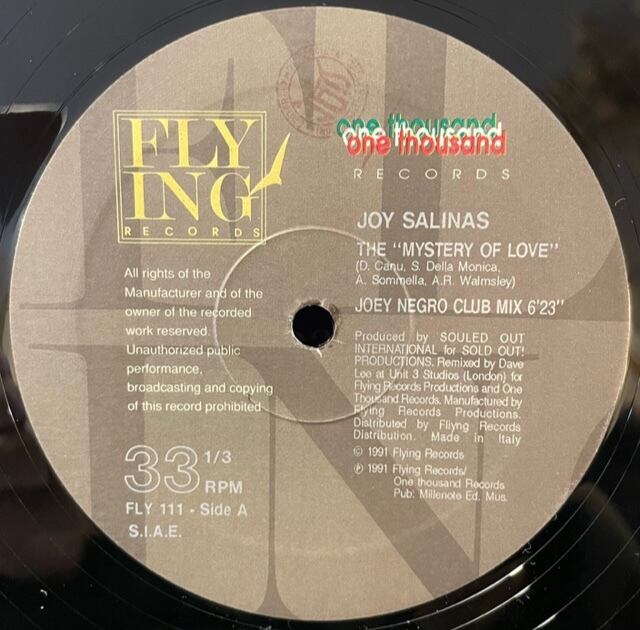 FLY
ING
RECORDS
one thousand
one thousand
one thousand
RECORDS
JOY SALINAS
THE "MYSTERY OF LOVE"
(D. Canu, S. Della Monica,
A. Sommella, A.R. Walmsley)
JOEY NEGRO CLUB MIX 6'23"
Produced by SOULED OUT
INTERNATIONAL for SOLD OUT!
PRODUCTIONS. Remixed by Dave
Lee at Unit 3 Studios (London) for
Flying Records Productions and One
Thousand Records. Manufactured by
Flying Records Productions.
Distributed by Fliyng Records
Distribution. Made in Italy
© 1991 Flying Records
℗ 1991 Flying Records/
One thousand Records
Pub: Millenote Ed. Mus.
All rights of the
Manufacturer and of the
owner of the recorded
work reserved.
Unauthorized public
performance,
broadcasting and copying
of this record prohibited
33 1/3
RPM
FLY 111 - Side A
S.I.A.E.